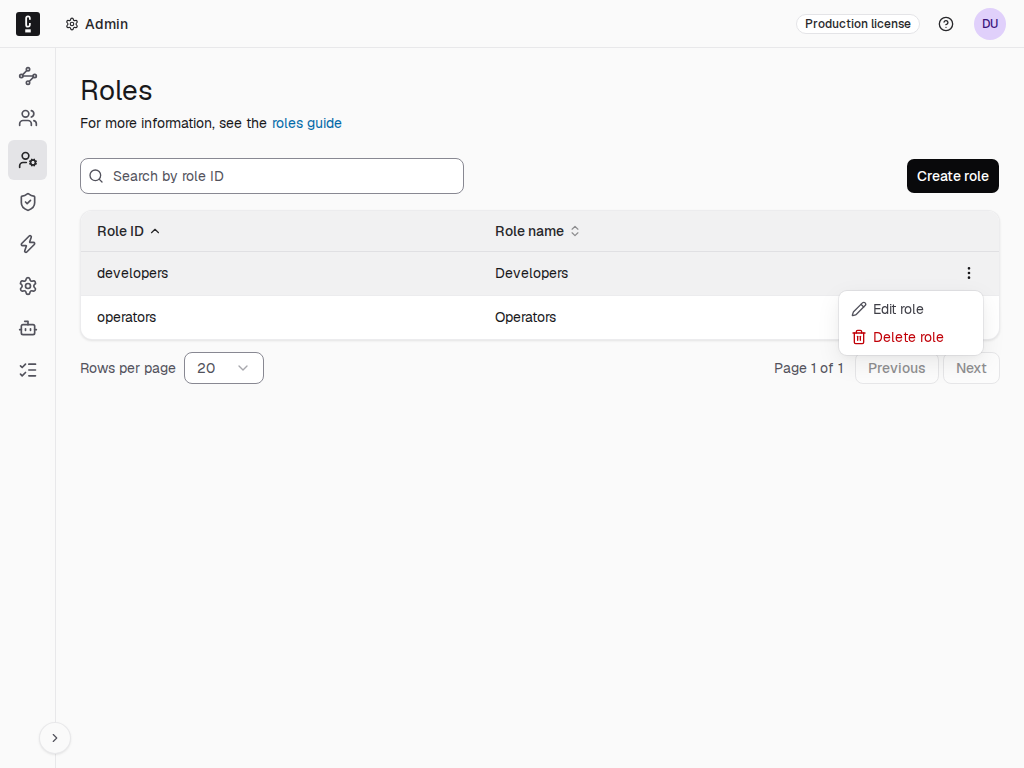 Admin
Production license
DU
Roles
For more information, see the roles guide
Search by role ID
Create role
Role ID
Role name
developers
Developers
operators
Operators
Edit role
Delete role
Rows per page
20
Page 1 of 1
Previous
Next